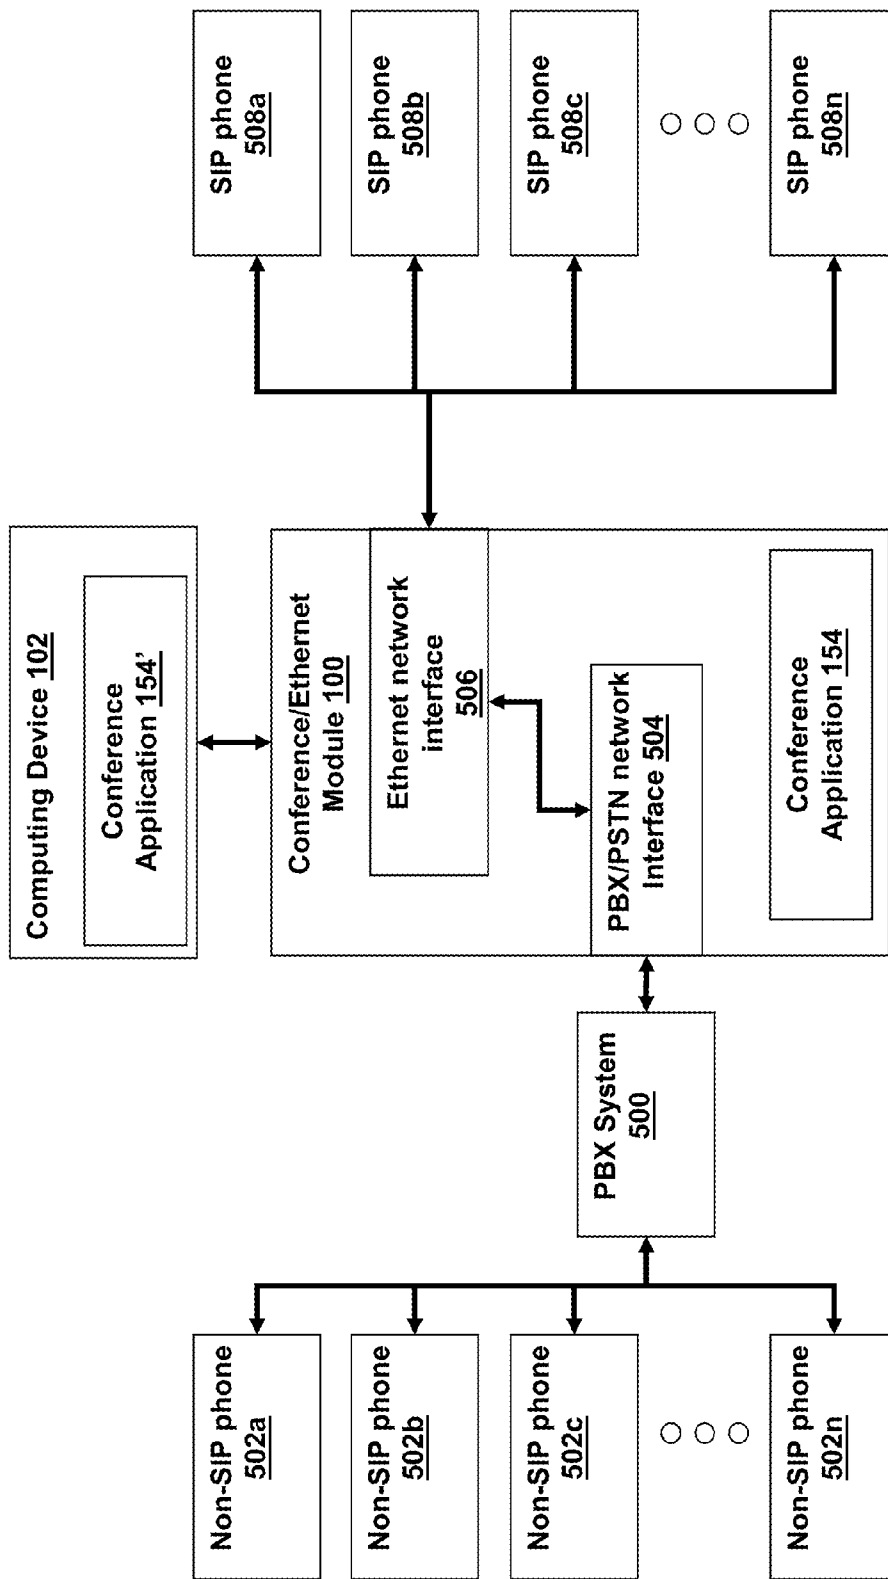 Computing Device 102
Conference
Application 154’
Non-SIP phone
502a
Non-SIP phone
502b
Non-SIP phone
502c
Non-SIP phone
502n
PBX System
500
Conference/Ethernet
Module 100
Ethernet network
interface
506
PBX/PSTN network
Interface 504
Conference
Application 154
SIP phone
508a
SIP phone
508b
SIP phone
508c
SIP phone
508n